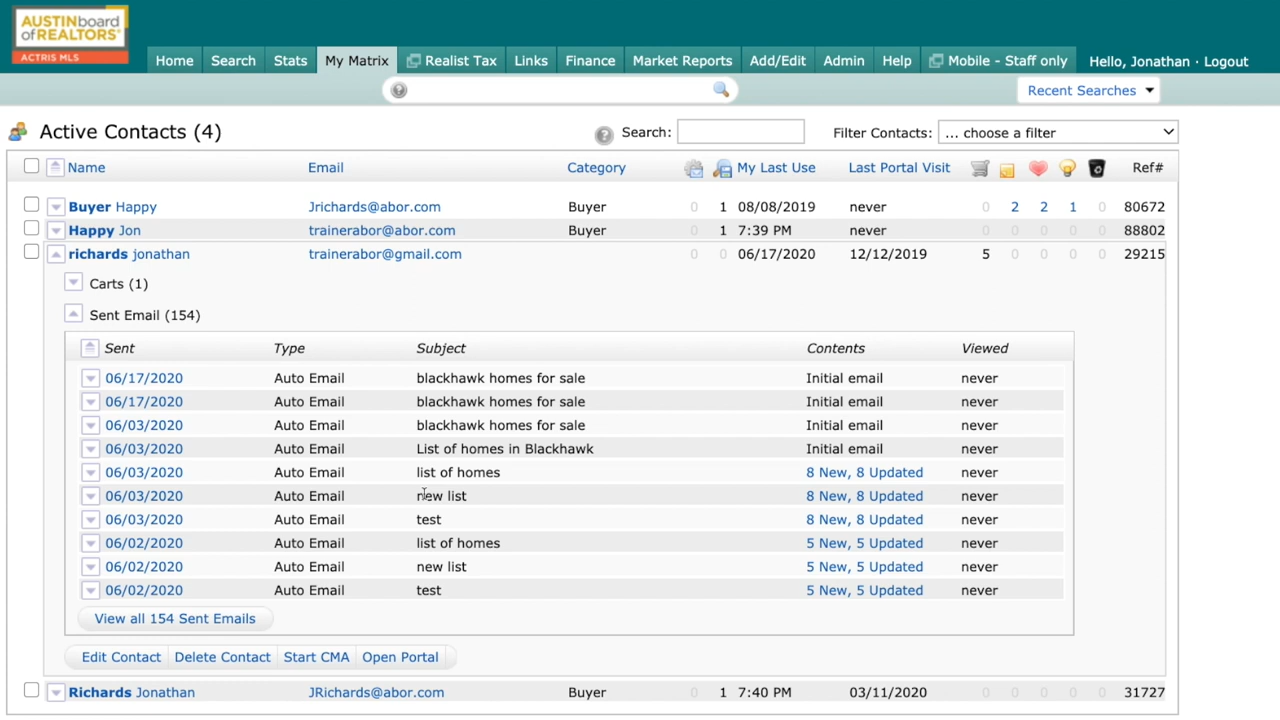 AUSTINboard
of REALTORS®
ACTRIS MLS
Home Search Stats My Matrix Realist Tax Links Finance Market Reports Add/Edit Admin Help Mobile - Staff only Hello, Jonathan · Logout
Recent Searches
Active Contacts (4) Search: Filter Contacts: ... choose a filter
Name Email Category My Last Use Last Portal Visit Ref#
Buyer Happy Jrichards@abor.com Buyer 0 1 08/08/2019 never 0 2 2 1 0 80672
Happy Jon trainerabor@abor.com Buyer 0 1 7:39 PM never 0 0 0 0 0 88802
richards jonathan trainerabor@gmail.com 0 0 06/17/2020 12/12/2019 5 0 0 0 0 29215
Carts (1)
Sent Email (154)
Sent Type Subject Contents Viewed
06/17/2020 Auto Email blackhawk homes for sale Initial email never
06/17/2020 Auto Email blackhawk homes for sale Initial email never
06/03/2020 Auto Email blackhawk homes for sale Initial email never
06/03/2020 Auto Email List of homes in Blackhawk Initial email never
06/03/2020 Auto Email list of homes 8 New, 8 Updated never
06/03/2020 Auto Email new list 8 New, 8 Updated never
06/03/2020 Auto Email test 8 New, 8 Updated never
06/02/2020 Auto Email list of homes 5 New, 5 Updated never
06/02/2020 Auto Email new list 5 New, 5 Updated never
06/02/2020 Auto Email test 5 New, 5 Updated never
View all 154 Sent Emails
Edit Contact Delete Contact Start CMA Open Portal
Richards Jonathan JRichards@abor.com Buyer 0 1 7:40 PM 03/11/2020 0 0 0 0 0 31727